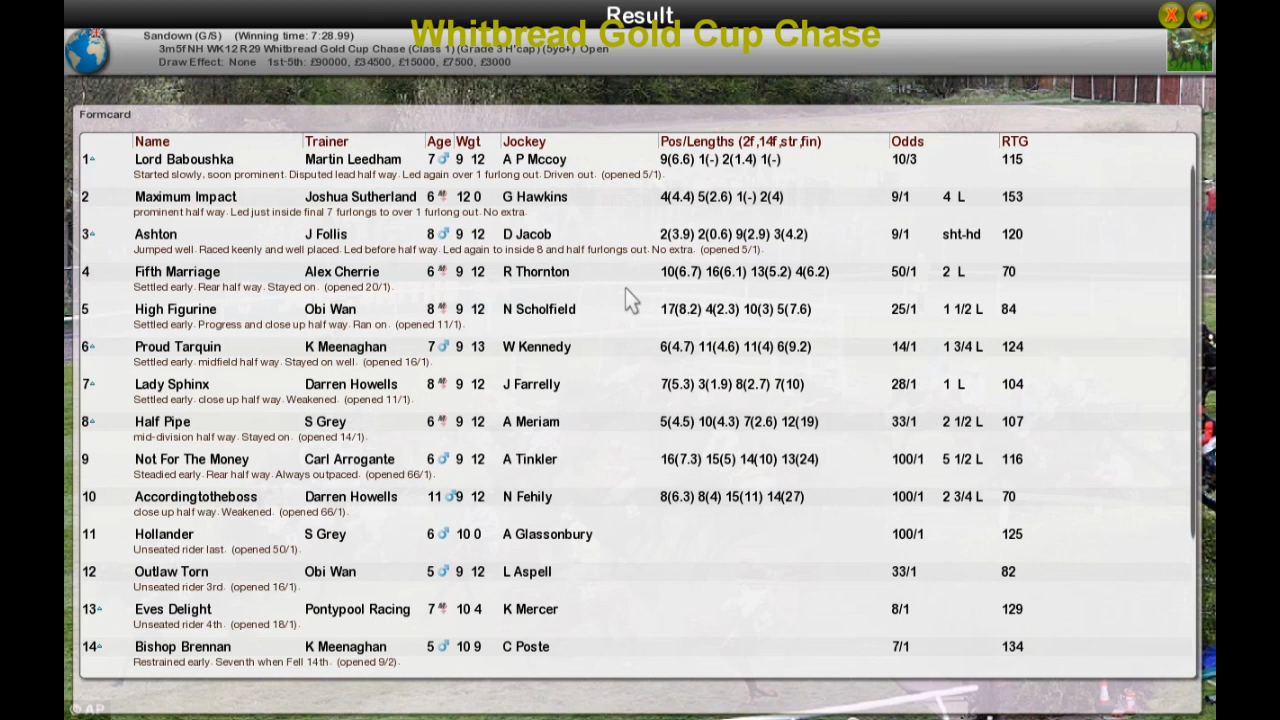 Result
Whitbread Gold Cup Chase
Sandown (G/S) (Winning time: 7:28.99)
3m5f NH WK12 R29 Whitbread Gold Cup Chase (Class 1) (Grade 3 H'cap) (5yo+) Open
Draw Effect: None 1st-5th: £90000, £34500, £15000, £7500, £3000
Formcard
Name Trainer Age Wgt Jockey Pos/Lengths (2f,14f,str,fin) Odds RTG
1 Lord Baboushka Martin Leedham 7 9 12 A P Mccoy 9(6.6) 1(-) 2(1.4) 1(-) 10/3 115
Started slowly, soon prominent. Disputed lead half way. Led again over 1 furlong out. Driven out. (opened 5/1).
2 Maximum Impact Joshua Sutherland 6 12 0 G Hawkins 4(4.4) 5(2.6) 1(-) 2(4) 9/1 4 L 153
prominent half way. Led just inside final 7 furlongs to over 1 furlong out. No extra.
3 Ashton J Follis 8 9 12 D Jacob 2(3.9) 2(0.6) 9(2.9) 3(4.2) 9/1 sht-hd 120
Jumped well. Raced keenly and well placed. Led before half way. Led again to inside 8 and half furlongs out. No extra. (opened 5/1).
4 Fifth Marriage Alex Cherrie 6 9 12 R Thornton 10(6.7) 16(6.1) 13(5.2) 4(6.2) 50/1 2 L 70
Settled early. Rear half way. Stayed on. (opened 20/1).
5 High Figurine Obi Wan 8 9 12 N Scholfield 17(8.2) 4(2.3) 10(3) 5(7.6) 25/1 1 1/2 L 84
Settled early. Progress and close up half way. Ran on. (opened 11/1).
6 Proud Tarquin K Meenaghan 7 9 13 W Kennedy 6(4.7) 11(4.6) 11(4) 6(9.2) 14/1 1 3/4 L 124
Settled early. midfield half way. Stayed on well. (opened 16/1).
7 Lady Sphinx Darren Howells 8 9 12 J Farrelly 7(5.3) 3(1.9) 8(2.7) 7(10) 28/1 1 L 104
Settled early. close up half way. Weakened. (opened 11/1).
8 Half Pipe S Grey 6 9 12 A Meriam 5(4.5) 10(4.3) 7(2.6) 12(19) 33/1 2 1/2 L 107
mid-division half way. Stayed on. (opened 14/1).
9 Not For The Money Carl Arrogante 6 9 12 A Tinkler 16(7.3) 15(5) 14(10) 13(24) 100/1 5 1/2 L 116
Steadied early. Rear half way. Always outpaced. (opened 66/1).
10 Accordingtotheboss Darren Howells 11 9 12 N Fehily 8(6.3) 8(4) 15(11) 14(27) 100/1 2 3/4 L 70
close up half way. Weakened. (opened 66/1).
11 Hollander S Grey 6 10 0 A Glassonbury 100/1 125
Unseated rider last. (opened 50/1).
12 Outlaw Torn Obi Wan 5 9 12 L Aspell 33/1 82
Unseated rider 3rd. (opened 16/1).
13 Eves Delight Pontypool Racing 7 10 4 K Mercer 8/1 129
Unseated rider 4th. (opened 18/1).
14 Bishop Brennan K Meenaghan 5 10 9 C Poste 7/1 134
Restrained early. Seventh when Fell 14th. (opened 9/2).
© AP